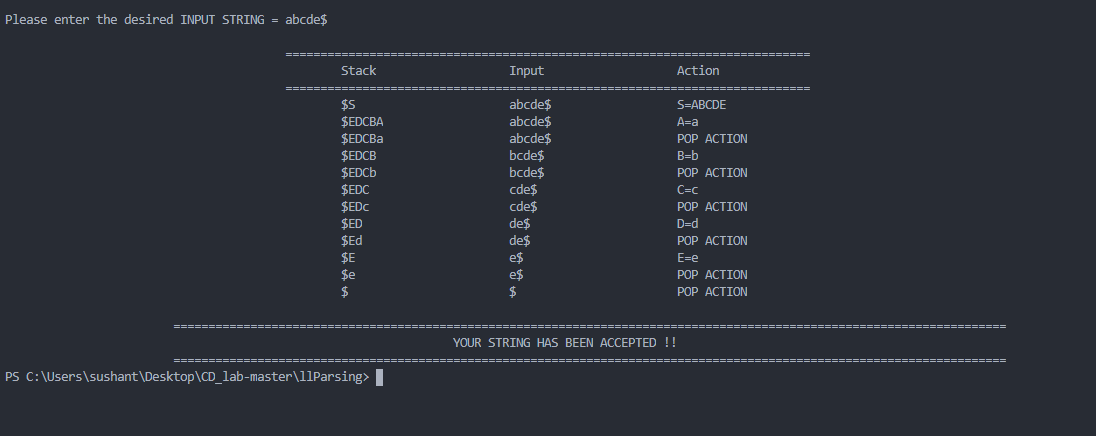 Please enter the desired INPUT STRING = abcde$
===========================================================================
Stack Input Action
===========================================================================
$S abcde$ S=ABCDE
$EDCBA abcde$ A=a
$EDCBa abcde$ POP ACTION
$EDCB bcde$ B=b
$EDCb bcde$ POP ACTION
$EDC cde$ C=c
$EDc cde$ POP ACTION
$ED de$ D=d
$Ed de$ POP ACTION
$E e$ E=e
$e e$ POP ACTION
$ $ POP ACTION
=======================================================================================================================
YOUR STRING HAS BEEN ACCEPTED !!
=======================================================================================================================
PS C:\Users\sushant\Desktop\CD_lab-master\llParsing>